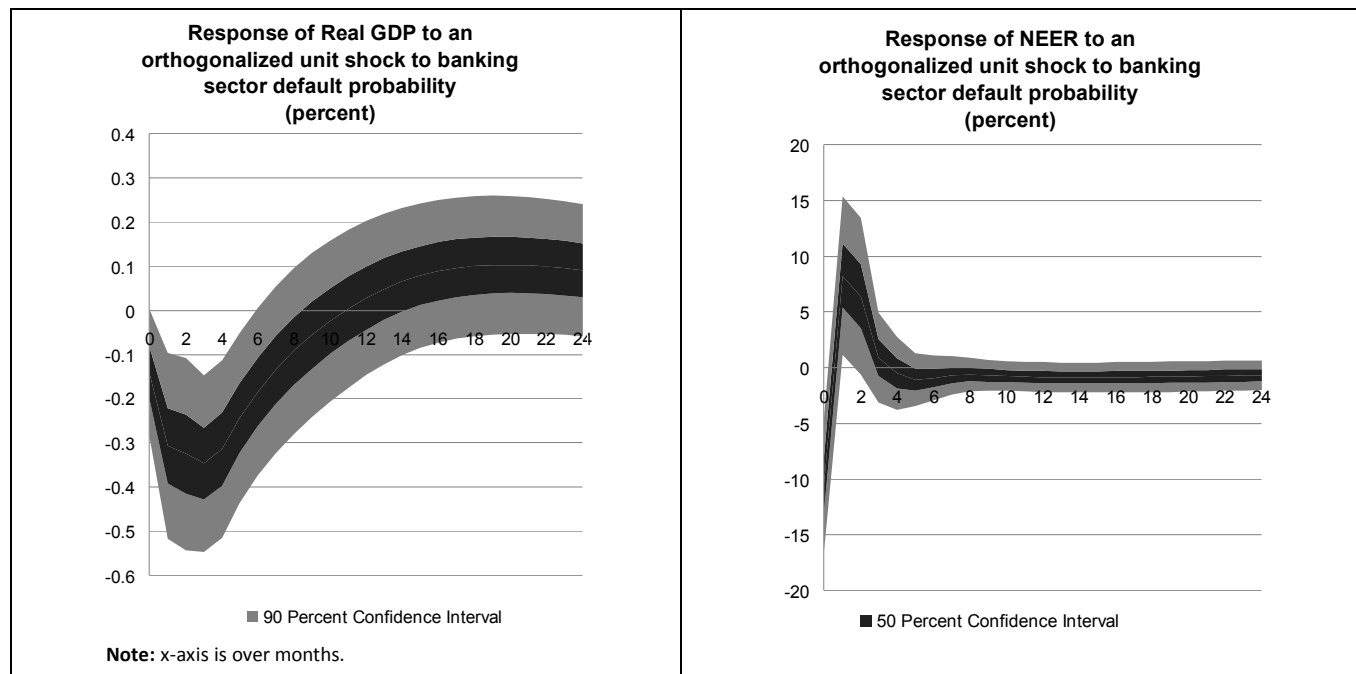 Response of Real GDP to an
orthogonalized unit shock to banking
sector default probability
(percent)
0.4
0.3
0.2
0.1
0
-0.1
-0.2
-0.3
-0.4
-0.5
-0.6
0 2 4 6 8 10 12 14 16 18 20 22 24
90 Percent Confidence Interval
Note: x-axis is over months.
Response of NEER to an
orthogonalized unit shock to banking
sector default probability
(percent)
20
15
10
5
0
-5
-10
-15
-20
0 2 4 6 8 10 12 14 16 18 20 22 24
50 Percent Confidence Interval